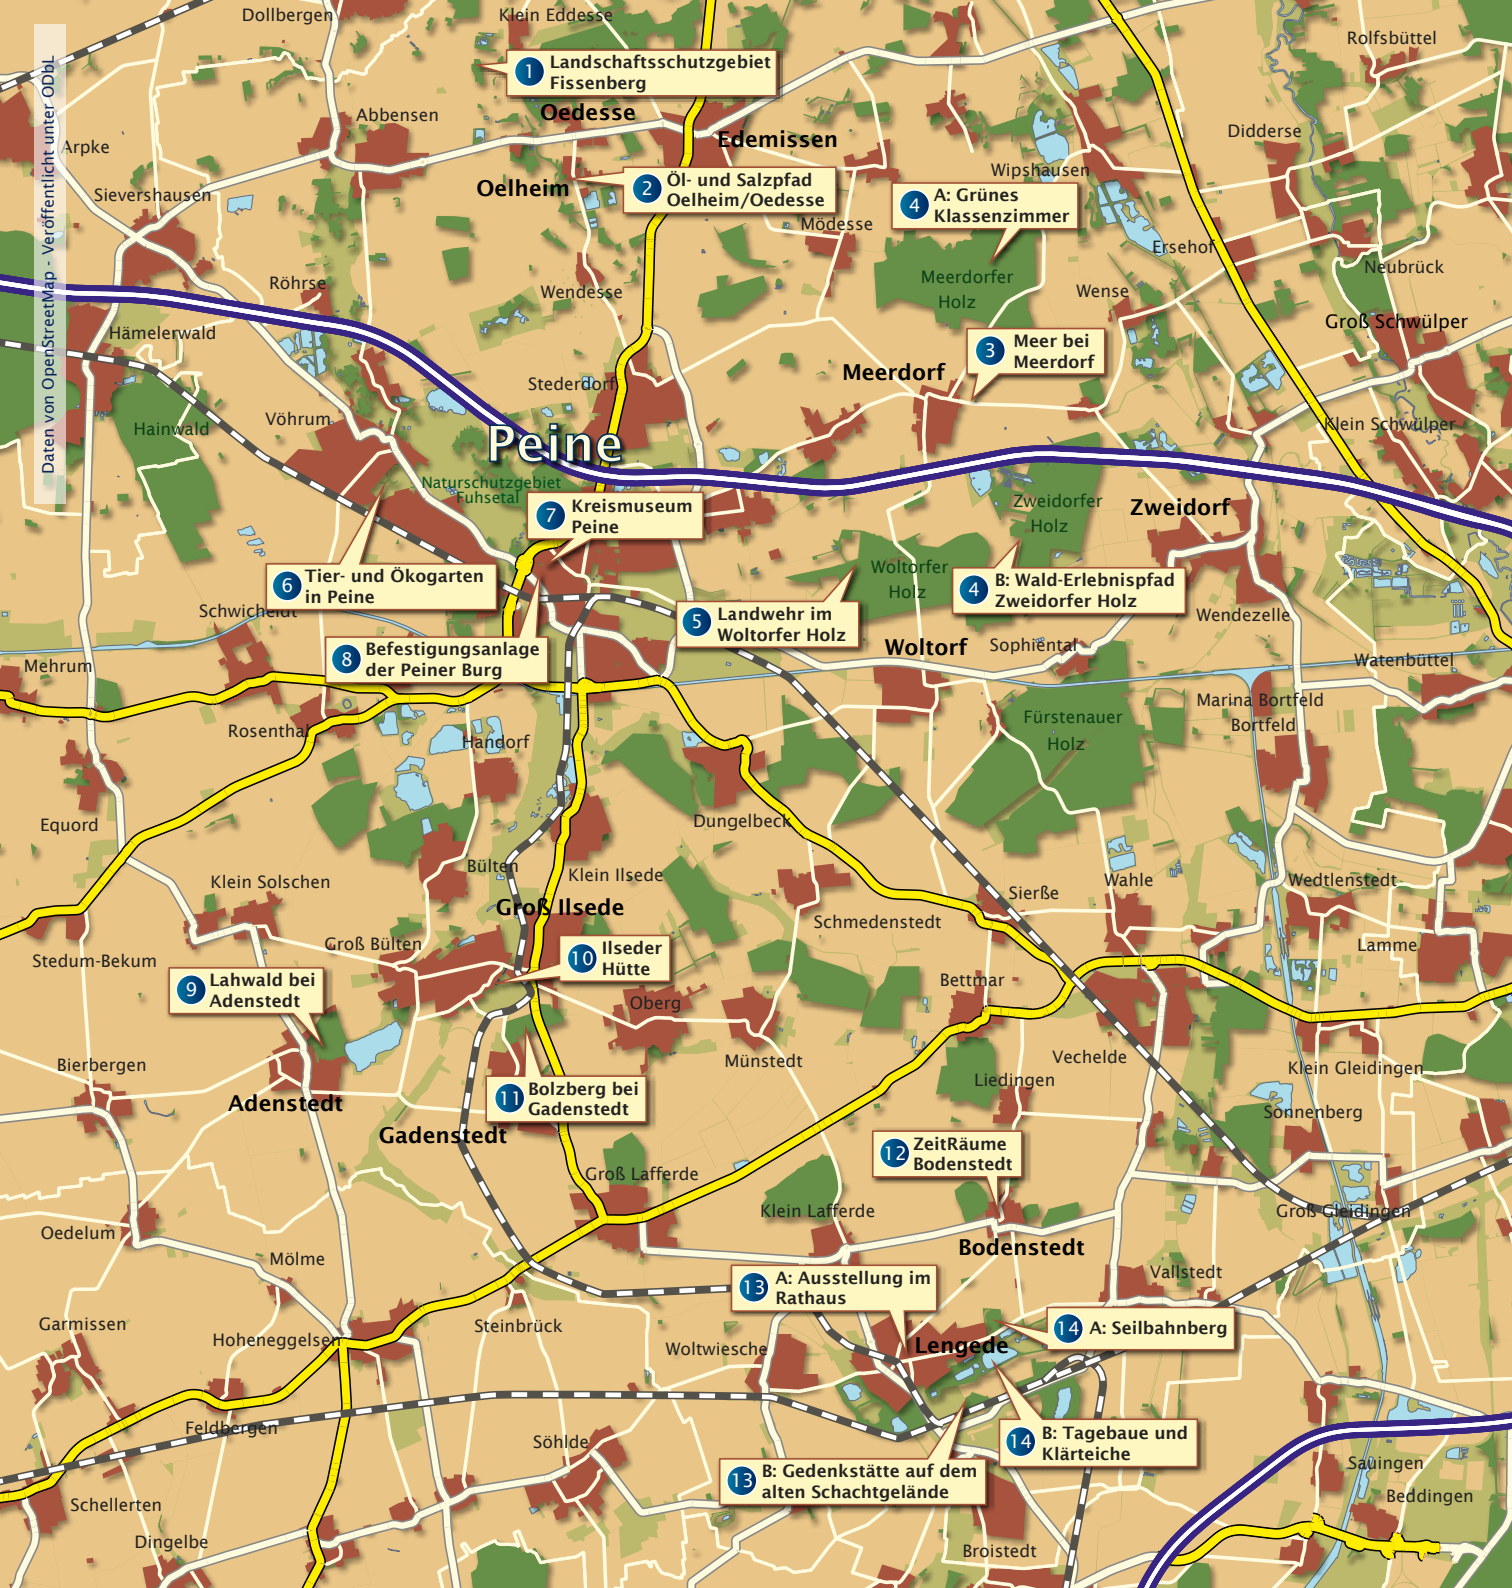 Dollbergen
Klein Eddesse
Rolfsbüttel
1
Landschaftsschutzgebiet
Fissenberg
Daten von OpenStreetMap - Veröffentlicht unter ODbL
Abbensen
Oedesse
Edemissen
Didderse
Arpke
Sievershausen
Oelheim
2
Öl- und Salzpfad
Oelheim/Oedesse
Wipshausen
4
A: Grünes
Klassenzimmer
Mödesse
Ersehof
Neubrück
Röhrse
Wendesse
Meerdorfer
Holz
Wense
Hämelerwald
Groß Schwülper
3
Meer bei
Meerdorf
Stederdorf
Meerdorf
Hainwald
Vöhrum
Peine
Klein Schwülper
Naturschutzgebiet
Fuhsetal
7
Kreismuseum
Peine
Zweidorfer
Holz
Zweidorf
6
Tier- und Ökogarten
in Peine
Woltorfer
Holz
4
B: Wald-Erlebnispfad
Zweidorfer Holz
Schwicheldt
5
Landwehr im
Woltorfer Holz
Wendezelle
Mehrum
8
Befestigungsanlage
der Peiner Burg
Woltorf
Sophiental
Watenbüttel
Marina Bortfeld
Bortfeld
Rosenthal
Handorf
Fürstenauer
Holz
Equord
Dungelbeck
Bülten
Klein Ilsede
Klein Solschen
Groß Ilsede
Sierße
Wahle
Wedtlenstedt
Schmedenstedt
Groß Bülten
Lamme
Stedum-Bekum
10
Ilseder
Hütte
9
Lahwald bei
Adenstedt
Oberg
Bettmar
Münstedt
Vechelde
Bierbergen
Liedingen
Klein Gleidingen
Adenstedt
11
Bolzberg bei
Gadenstedt
Sonnenberg
Gadenstedt
12
ZeitRäume
Bodenstedt
Groß Lafferde
Klein Lafferde
Groß Gleidingen
Oedelum
Bodenstedt
Mölme
Vallstedt
13
A: Ausstellung im
Rathaus
Garmissen
Steinbrück
Hoheneggelsen
Woltwiesche
Lengede
14
A: Seilbahnberg
Feldbergen
Söhlde
14
B: Tagebaue und
Klärteiche
13
B: Gedenkstätte auf dem
alten Schachtgelände
Sauingen
Beddingen
Schellerten
Dingelbe
Broistedt